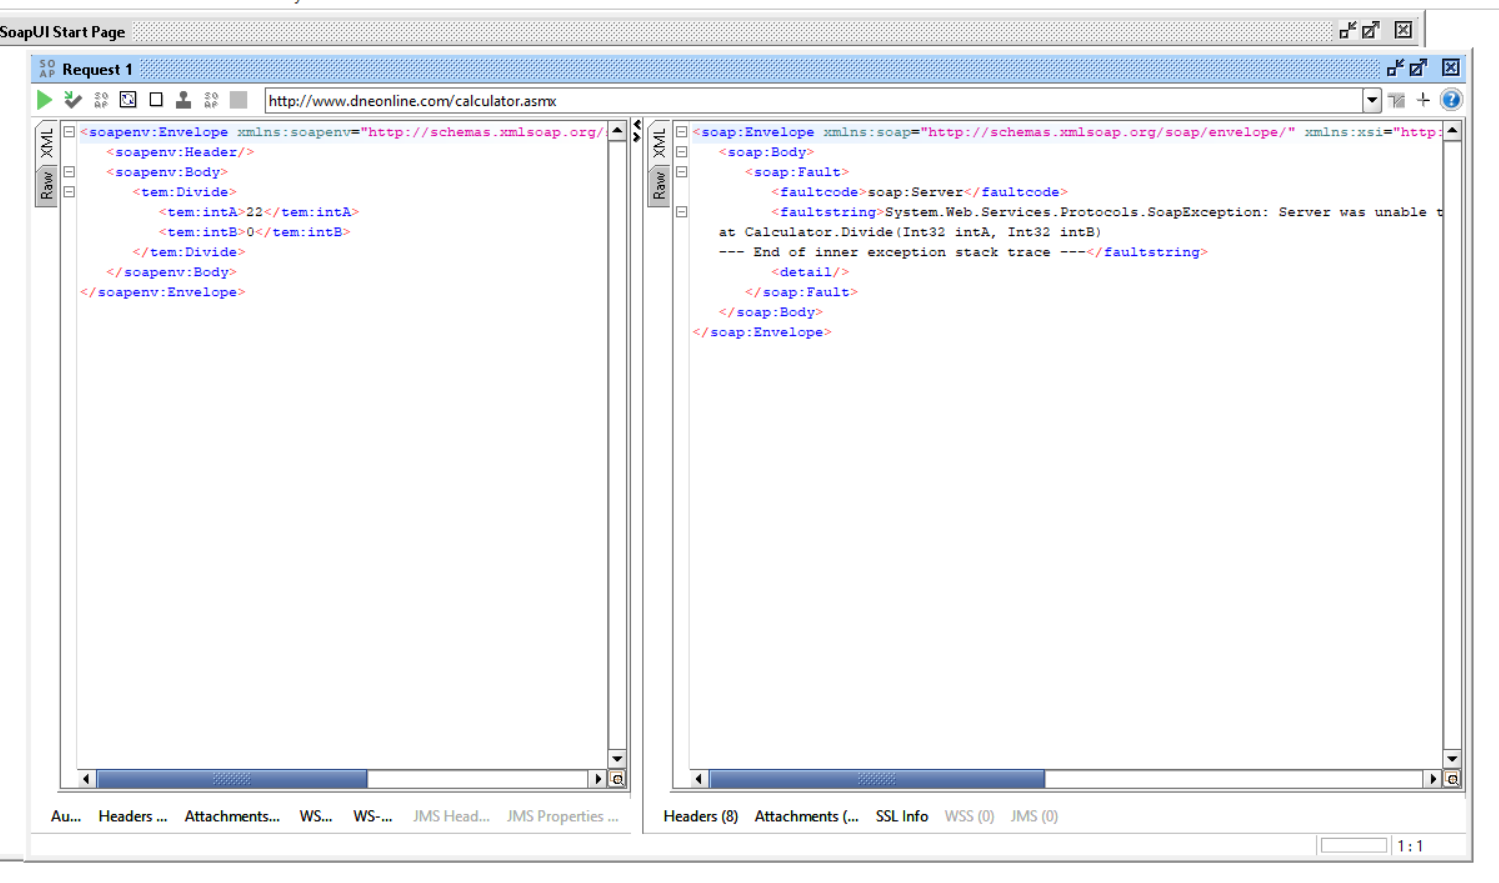 SoapUI Start Page
SO
AP Request 1
http://www.dneonline.com/calculator.asmx
XML
Raw
<soapenv:Envelope xmlns:soapenv="http://schemas.xmlsoap.org/
<soapenv:Header/>
<soapenv:Body>
<tem:Divide>
<tem:intA>22</tem:intA>
<tem:intB>0</tem:intB>
</tem:Divide>
</soapenv:Body>
</soapenv:Envelope>
XML
Raw
<soap:Envelope xmlns:soap="http://schemas.xmlsoap.org/soap/envelope/" xmlns:xsi="http:
<soap:Body>
<soap:Fault>
<faultcode>soap:Server</faultcode>
<faultstring>System.Web.Services.Protocols.SoapException: Server was unable t
at Calculator.Divide(Int32 intA, Int32 intB)
--- End of inner exception stack trace ---</faultstring>
<detail/>
</soap:Fault>
</soap:Body>
</soap:Envelope>
Au... Headers ... Attachments... WS... WS-... JMS Head... JMS Properties ...
Headers (8) Attachments (... SSL Info WSS (0) JMS (0)
1 : 1